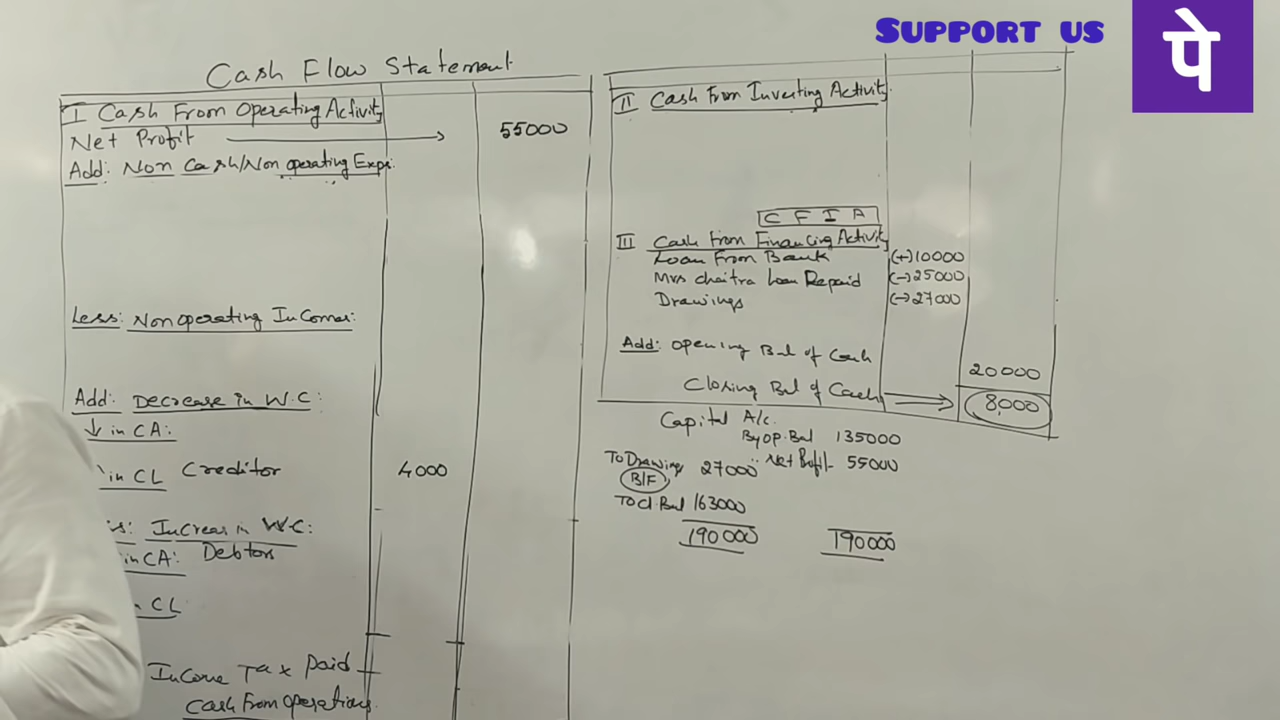 SUPPORT US
पे
Cash Flow Statement
I Cash From Operating Activity
Net Profit 55000
Add: Non Cash/Non operating Exps.
Less: Non operating Incomes:
Add: Decrease in W.C:
↓ in CA:
in CL Creditor 4000
s: Increas in W.C:
in CA: Debtors
CL
Income Tax Paid
Cash From operations
II Cash From Investing Activity
C F I A
III Cash From Financing Activity
Loan From Bank (+)10000
Mrs Chaitra Loan Repaid (-)25000
Drawings (-)27000
Add: Opening Bal of Cash 20000
Closing Bal of Cash 8,000
Capital A/c.
By op. Bal 135000
To Drawings 27000 " Net Profit 55000
B/F
To Cl. Bal 163000
190000 190000